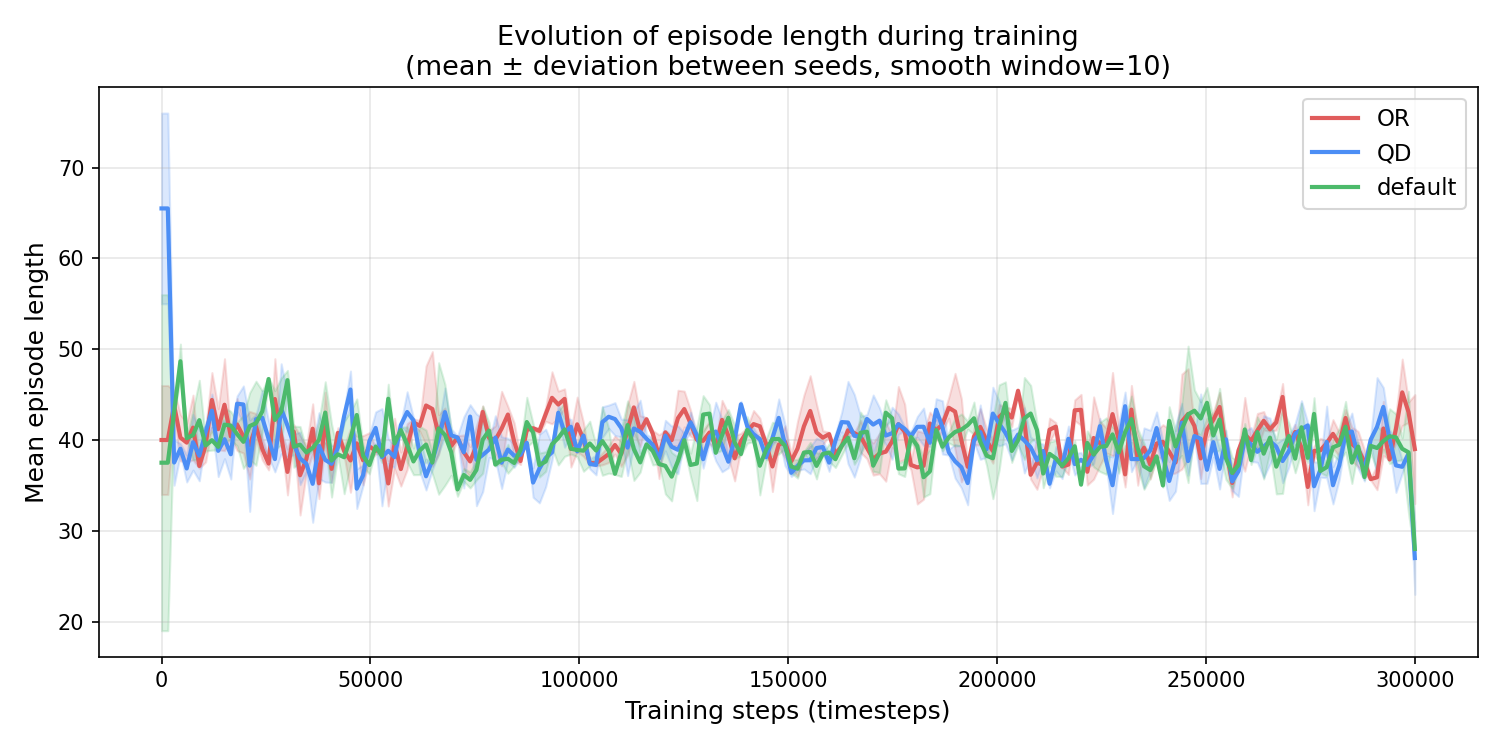 Evolution of episode length during training
(mean ± deviation between seeds, smooth window=10)
OR
QD
default
Mean episode length
70
60
50
40
30
20
0
50000
100000
150000
200000
250000
300000
Training steps (timesteps)